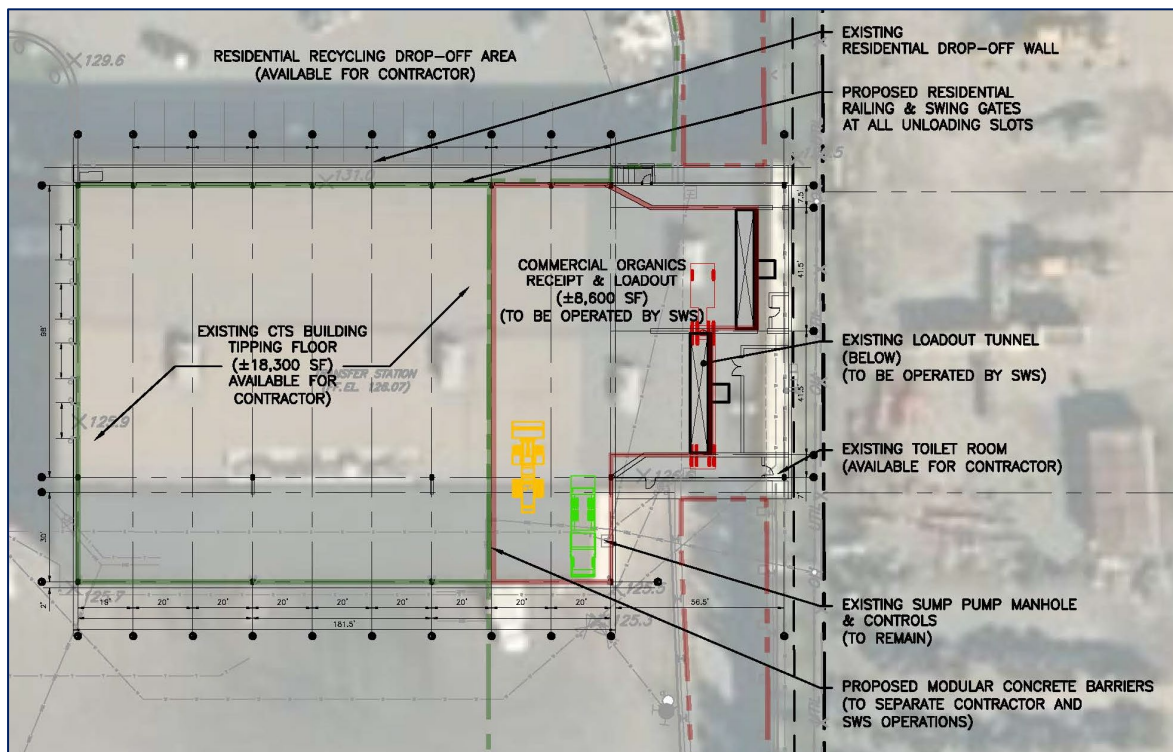 EXISTING
RESIDENTIAL DROP-OFF WALL
RESIDENTIAL RECYCLING DROP-OFF AREA
(AVAILABLE FOR CONTRACTOR)
129.6
PROPOSED RESIDENTIAL
RAILING & SWING GATES
AT ALL UNLOADING SLOTS
131.0
7.5'
COMMERCIAL ORGANICS
RECEIPT & LOADOUT
(±8,600 SF)
(TO BE OPERATED BY SWS)
41.5'
EXISTING CTS BUILDING
TIPPING FLOOR
(±18,300 SF)
AVAILABLE FOR
CONTRACTOR)
98'
EXISTING LOADOUT TUNNEL
(BELOW)
(TO BE OPERATED BY SWS)
41.5'
125.9
EXISTING TOILET ROOM
(AVAILABLE FOR CONTRACTOR)
7'
30'
2'
125.7
125.5
19'
20'
20'
20'
20'
20'
20'
20'
20'
56.5'
181.5'
125.3
EXISTING SUMP PUMP MANHOLE
& CONTROLS
(TO REMAIN)
PROPOSED MODULAR CONCRETE BARRIERS
(TO SEPARATE CONTRACTOR AND
SWS OPERATIONS)